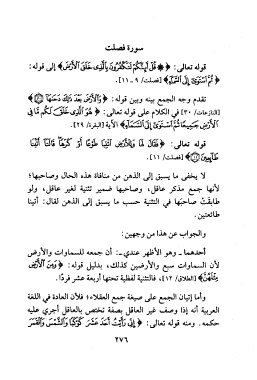 سورة فصلت
قوله تعالى: ﴿۞ قُلْ أَئِنَّكُمْ لَتَكْفُرُونَ بِالَّذِي خَلَقَ الْأَرْضَ﴾ إلى قوله:
﴿ثُمَّ اسْتَوَىٰ إِلَى السَّمَاءِ﴾ [فصلت/ ٩ ـ ١١].
تقدم وجه الجمع بينه وبين قوله: ﴿وَالْأَرْضَ بَعْدَ ذَٰلِكَ دَحَاهَا ۝﴾
[النازعات/ ٣٠] في الكلام على قوله تعالى: ﴿هُوَ الَّذِي خَلَقَ لَكُم مَّا فِي
الْأَرْضِ جَمِيعًا ثُمَّ اسْتَوَىٰ إِلَى السَّمَاءِ﴾ الآية [البقرة/ ٢٩].
قوله تعالى: ﴿فَقَالَ لَهَا وَلِلْأَرْضِ ائْتِيَا طَوْعًا أَوْ كَرْهًا قَالَتَا أَتَيْنَا
طَائِعِينَ ۝﴾ [فصلت/ ١١].
لا يخفى ما يسبق إلى الذهن من منافاة هذه الحال وصاحبها؛
لأنها جمع مذكر عاقل، وصاحبها ضمير تثنية لغير عاقل، ولو
طابقت صاحبها في التثنية حسب ما يسبق إلى الذهن لقال: أتينا
طائعتين.
والجواب عن هذا من وجهين:
أحدهما ـ وهو الأظهر عندي ـ: أن جمعه للسماوات والأرض
لأن السماوات سبع والأرضين كذلك، بدليل قوله: ﴿وَمِنَ الْأَرْضِ
مِثْلَهُنَّ﴾ [الطلاق/ ١٢]، فالتثنية لفظية تحتها أربعة عشر فردًا.
وأما إتيان الجمع على صيغة جمع العقلاء؛ فلأن العادة في اللغة
العربية أنه إذا وصف غير العاقل بصفة تختص بالعاقل أجري عليه
حكمه. ومنه قوله تعالى: ﴿إِنِّي رَأَيْتُ أَحَدَ عَشَرَ كَوْكَبًا وَالشَّمْسَ وَالْقَمَرَ
٢٧٦